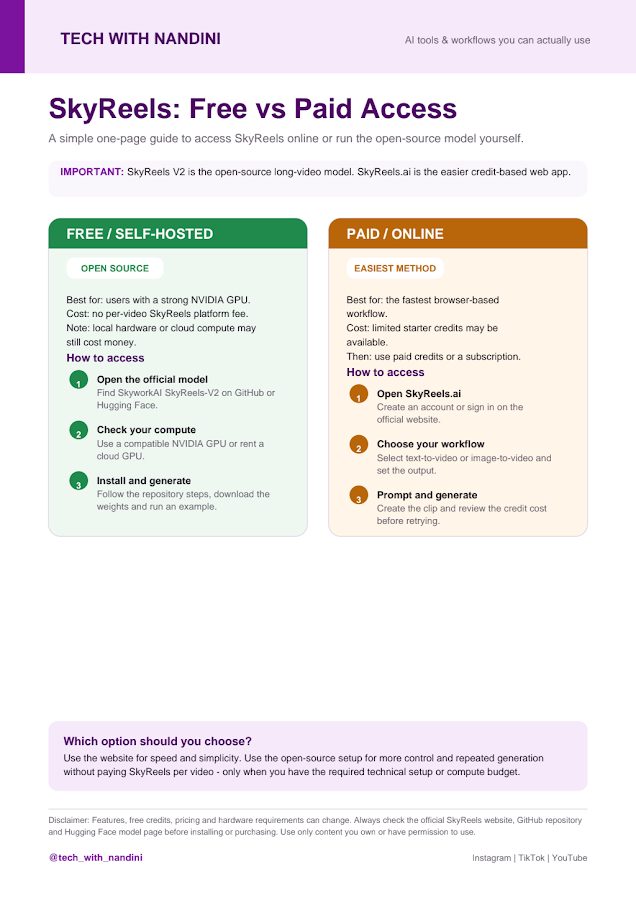 TECH WITH NANDINI
AI tools & workflows you can actually use
SkyReels: Free vs Paid Access
A simple one-page guide to access SkyReels online or run the open-source model yourself.
IMPORTANT: SkyReels V2 is the open-source long-video model. SkyReels.ai is the easier credit-based web app.
FREE / SELF-HOSTED
OPEN SOURCE
Best for: users with a strong NVIDIA GPU.
Cost: no per-video SkyReels platform fee.
Note: local hardware or cloud compute may
still cost money.
How to access
1
Open the official model
Find SkyworkAI SkyReels-V2 on GitHub or
Hugging Face.
2
Check your compute
Use a compatible NVIDIA GPU or rent a
cloud GPU.
3
Install and generate
Follow the repository steps, download the
weights and run an example.
PAID / ONLINE
EASIEST METHOD
Best for: the fastest browser-based
workflow.
Cost: limited starter credits may be
available.
Then: use paid credits or a subscription.
How to access
1
Open SkyReels.ai
Create an account or sign in on the
official website.
2
Choose your workflow
Select text-to-video or image-to-video and
set the output.
3
Prompt and generate
Create the clip and review the credit cost
before retrying.
Which option should you choose?
Use the website for speed and simplicity. Use the open-source setup for more control and repeated generation
without paying SkyReels per video - only when you have the required technical setup or compute budget.
Disclaimer: Features, free credits, pricing and hardware requirements can change. Always check the official SkyReels website, GitHub repository
and Hugging Face model page before installing or purchasing. Use only content you own or have permission to use.
@tech_with_nandini
Instagram | TikTok | YouTube